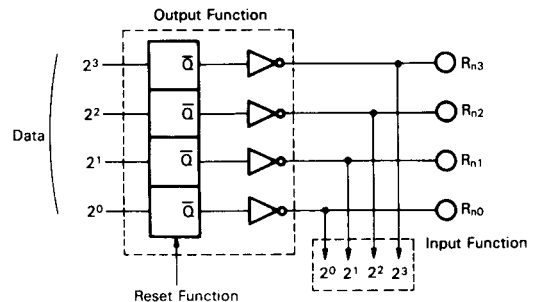 Output Function
Data
2³ Q̅ Rn3
2² Q̅ Rn2
2¹ Q̅ Rn1
2⁰ Q̅ Rn0
Input Function
2⁰ 2¹ 2² 2³
Reset Function